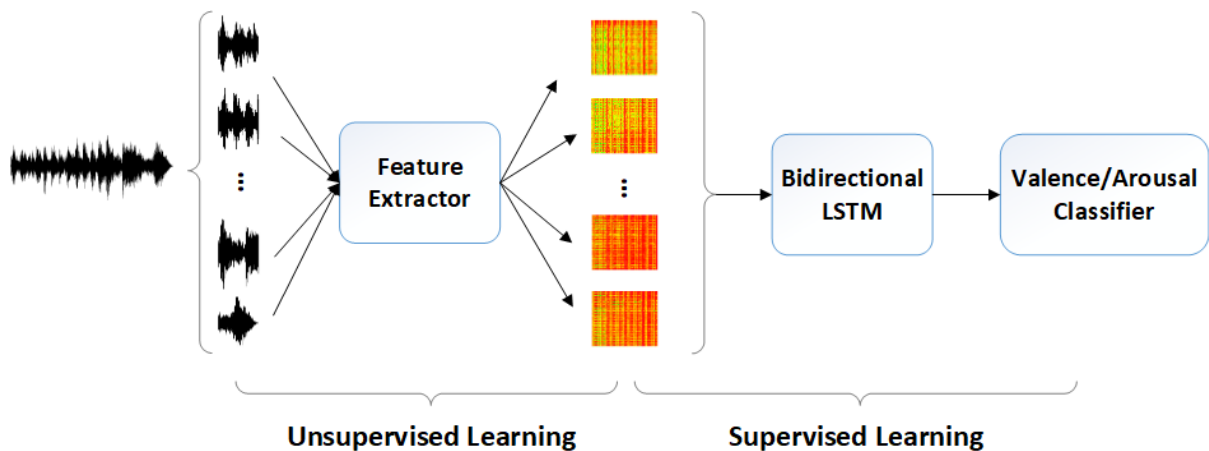 Feature
Extractor
Bidirectional
LSTM
Valence/Arousal
Classifier
Unsupervised Learning
Supervised Learning